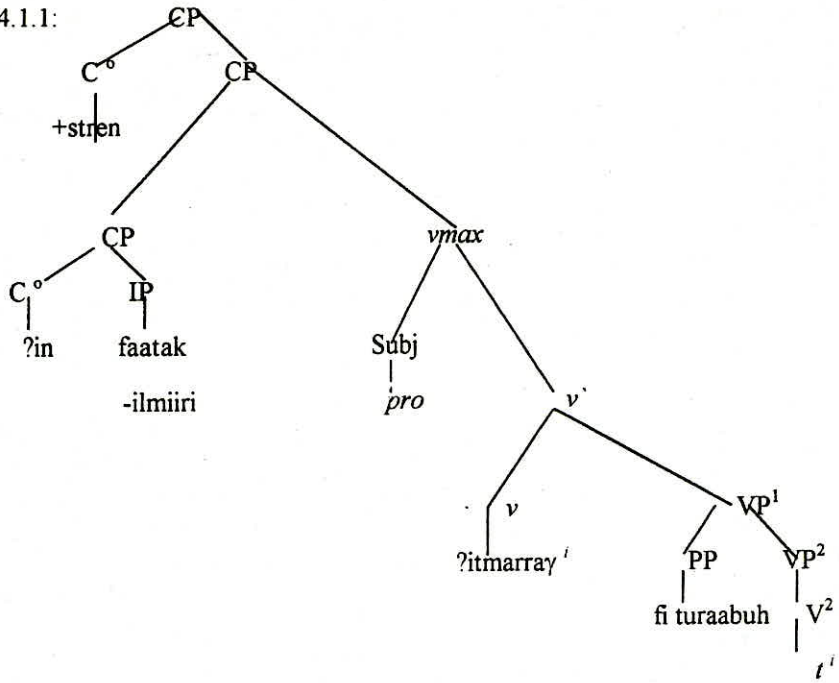 4.1.1:
CP
C° CP
+stren
CP vmax
C° IP
?in faatak Subj
-ilmiiri pro v`
v VP¹
?itmarraγ ⁱ PP VP²
fi turaabuh V²
t ⁱ